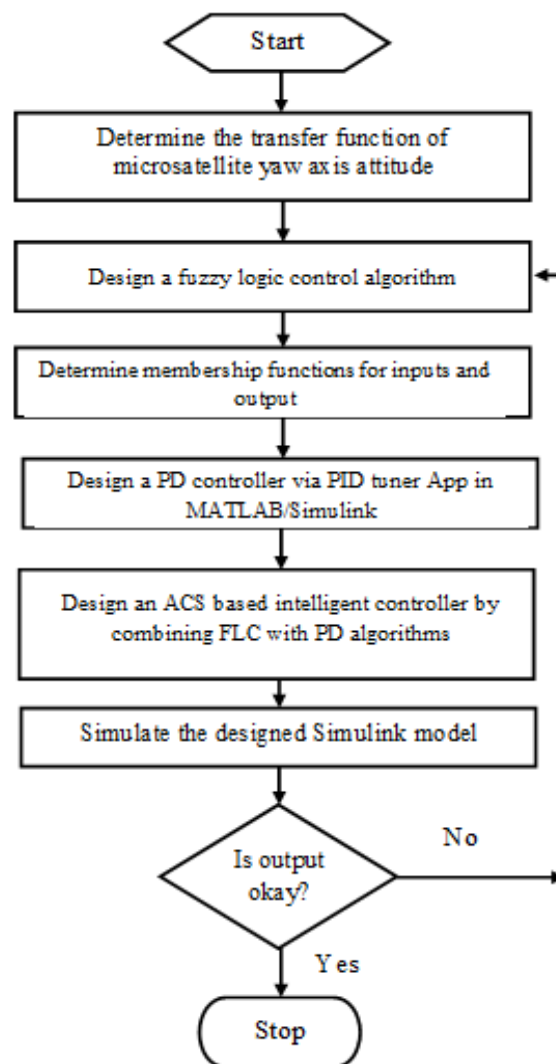 Start
Determine the transfer function of
microsatellite yaw axis attitude
Design a fuzzy logic control algorithm
Determine membership functions for inputs and
output
Design a PD controller via PID tuner App in
MATLAB/Simulink
Design an ACS based intelligent controller by
combining FLC with PD algorithms
Simulate the designed Simulink model
Is output
okay?
No
Yes
Stop